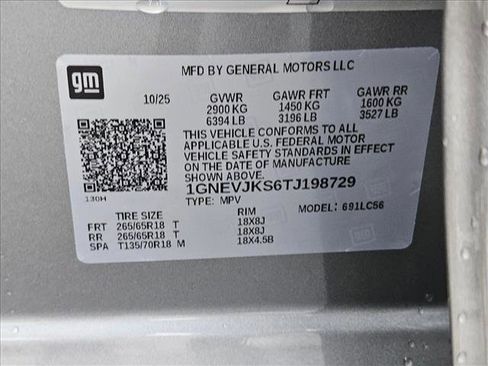 gm
MFD BY GENERAL MOTORS LLC
10/25 GVWR GAWR FRT GAWR RR
2900 KG 1450 KG 1600 KG
6394 LB 3196 LB 3527 LB
THIS VEHICLE CONFORMS TO ALL
APPLICABLE U.S. FEDERAL MOTOR
VEHICLE SAFETY STANDARDS IN EFFECT
ON THE DATE OF MANUFACTURE
SHOWN ABOVE.
1GNEVJKS6TJ198729
130H TYPE: MPV MODEL: 691LC56
TIRE SIZE RIM
FRT 265/65R18 T 18X8J
RR 265/65R18 T 18X8J
SPA T135/70R18 M 18X4.5B